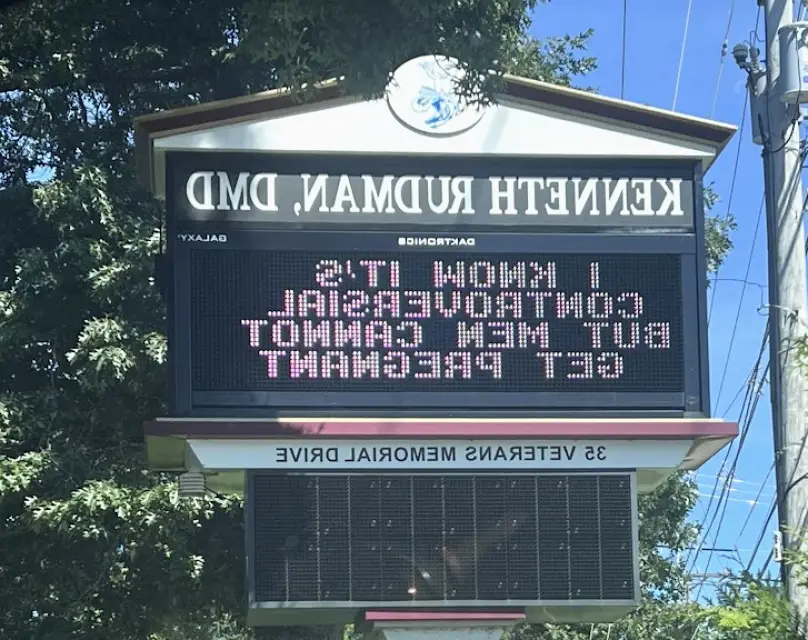 KENNETH RUDMAN, DMD
DAKTRONICS GALAXY
I KNOW IT'S
CONTROVERSIAL
BUT MEN CANNOT
GET PREGNANT
35 VETERANS MEMORIAL DRIVE